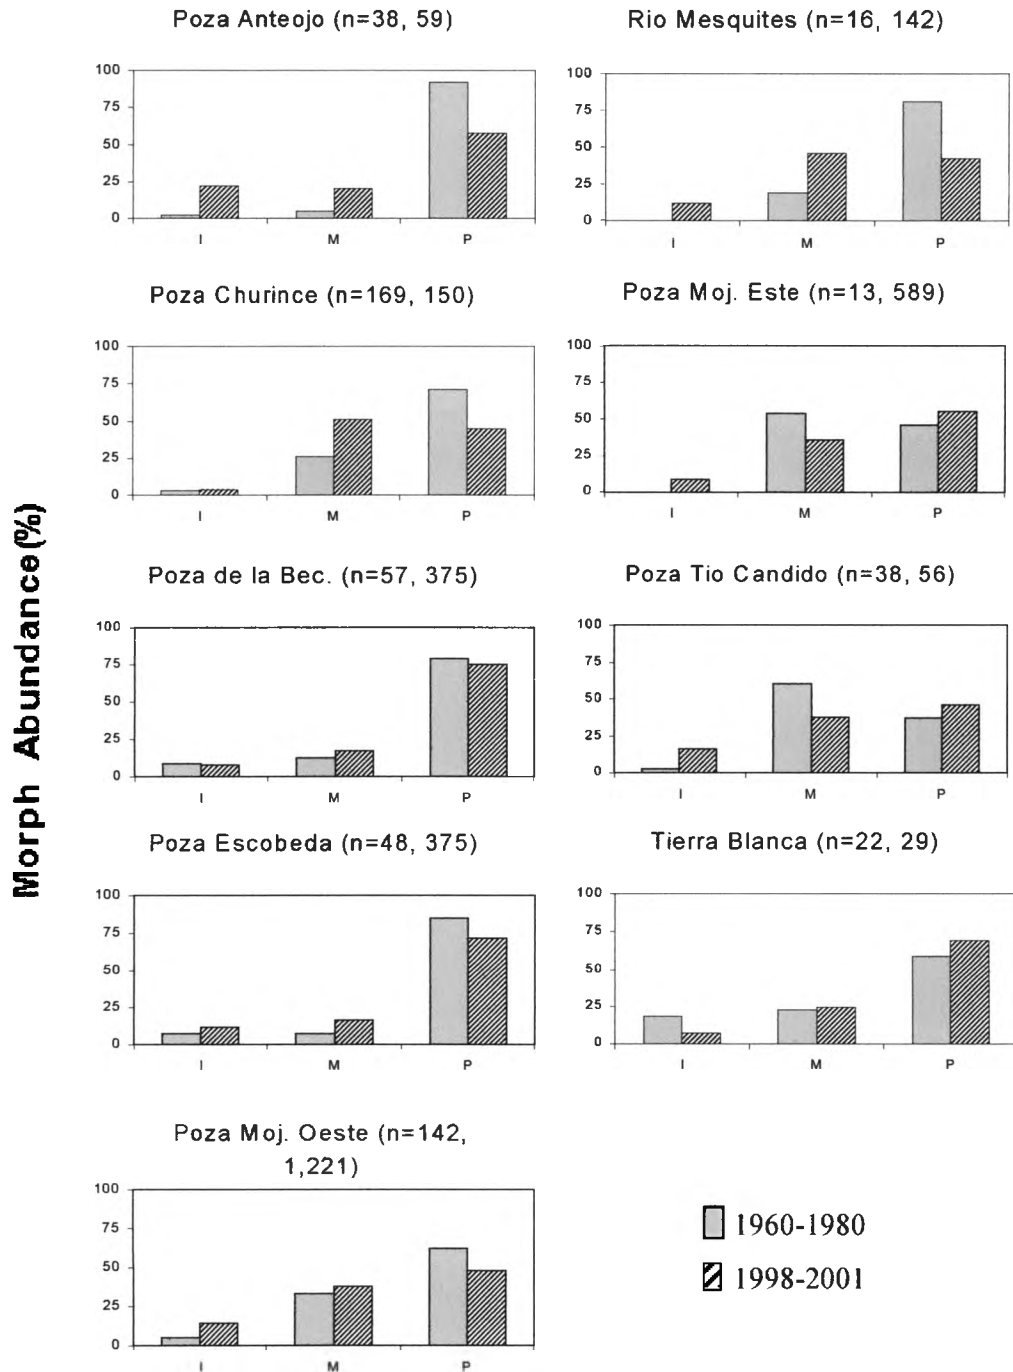 Morph Abundance(%)
Poza Anteojo (n=38, 59)
100
75
50
25
0
I M P
Rio Mesquites (n=16, 142)
100
75
50
25
0
I M P
Poza Churince (n=169, 150)
100
75
50
25
0
I M P
Poza Moj. Este (n=13, 589)
100
75
50
25
0
I M P
Poza de la Bec. (n=57, 375)
100
75
50
25
0
I M P
Poza Tio Candido (n=38, 56)
100
75
50
25
0
I M P
Poza Escobeda (n=48, 375)
100
75
50
25
0
I M P
Tierra Blanca (n=22, 29)
100
75
50
25
0
I M P
Poza Moj. Oeste (n=142,
1,221)
100
75
50
25
0
I M P
1960-1980
1998-2001